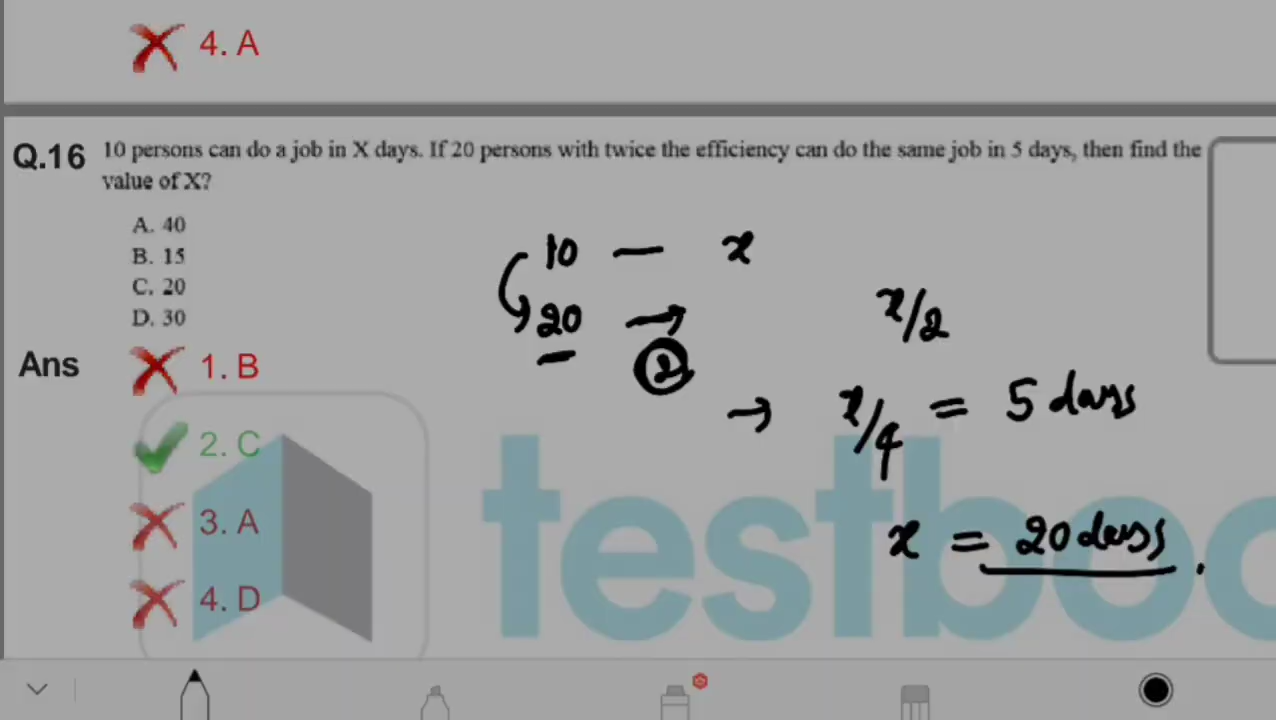 4. A
Q.16 10 persons can do a job in X days. If 20 persons with twice the efficiency can do the same job in 5 days, then find the
value of X?
A. 40
B. 15
C. 20
D. 30
10 — x
20 → x/2
2
→ x/4 = 5 days
x = 20 days.
Ans 1. B
2. C
3. A
4. D
testboo